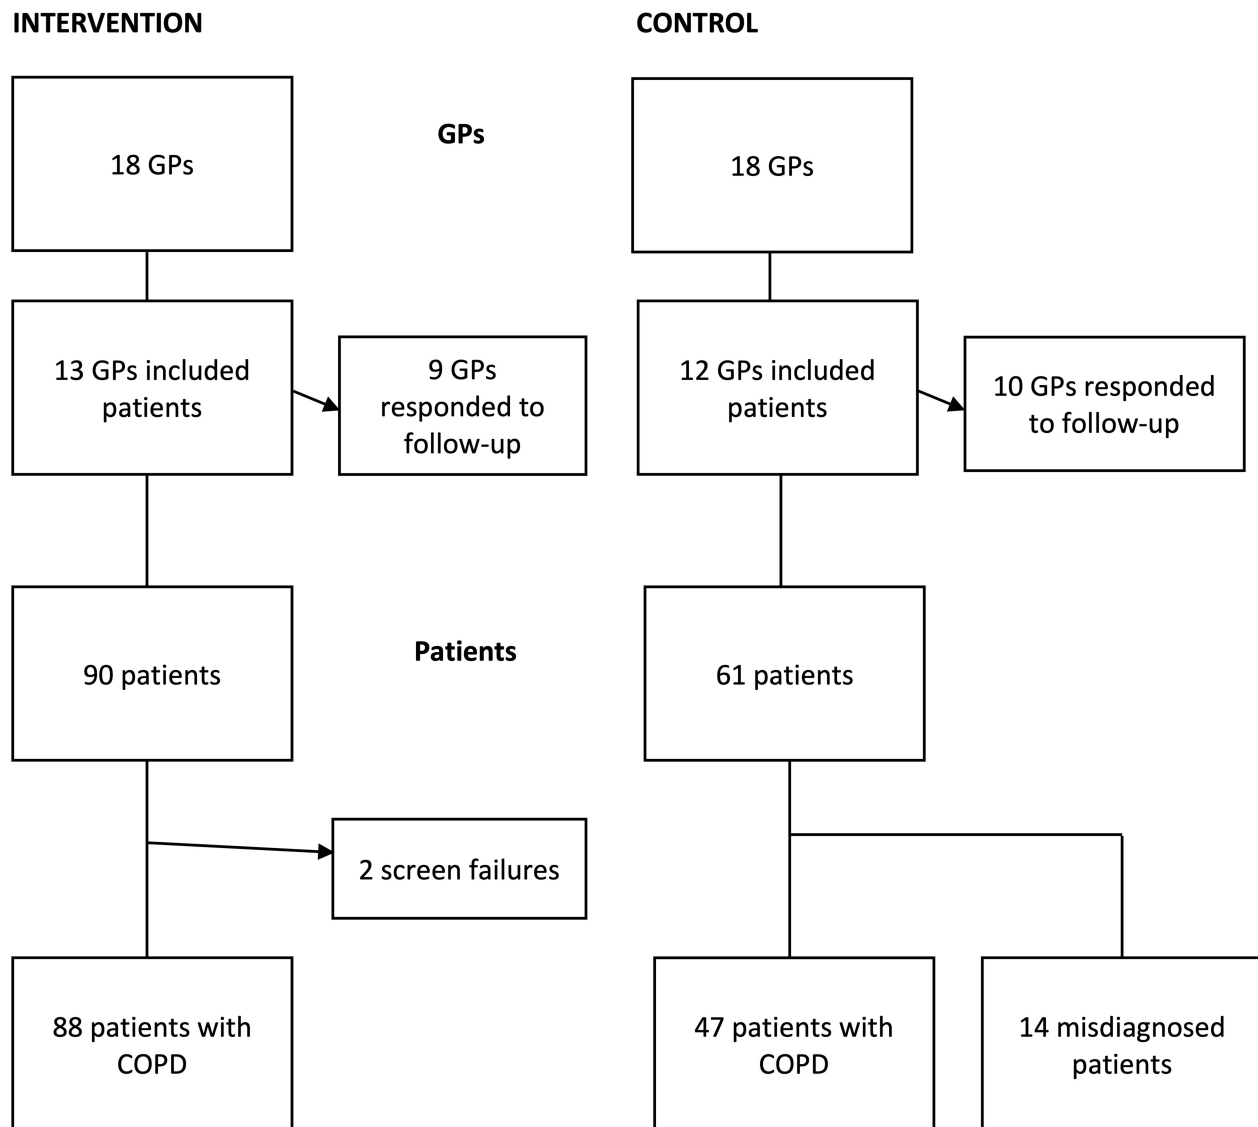 INTERVENTION
CONTROL
18 GPs
GPs
18 GPs
13 GPs included
patients
9 GPs
responded to
follow-up
12 GPs included
patients
10 GPs responded
to follow-up
90 patients
Patients
61 patients
2 screen failures
88 patients with
COPD
47 patients with
COPD
14 misdiagnosed
patients